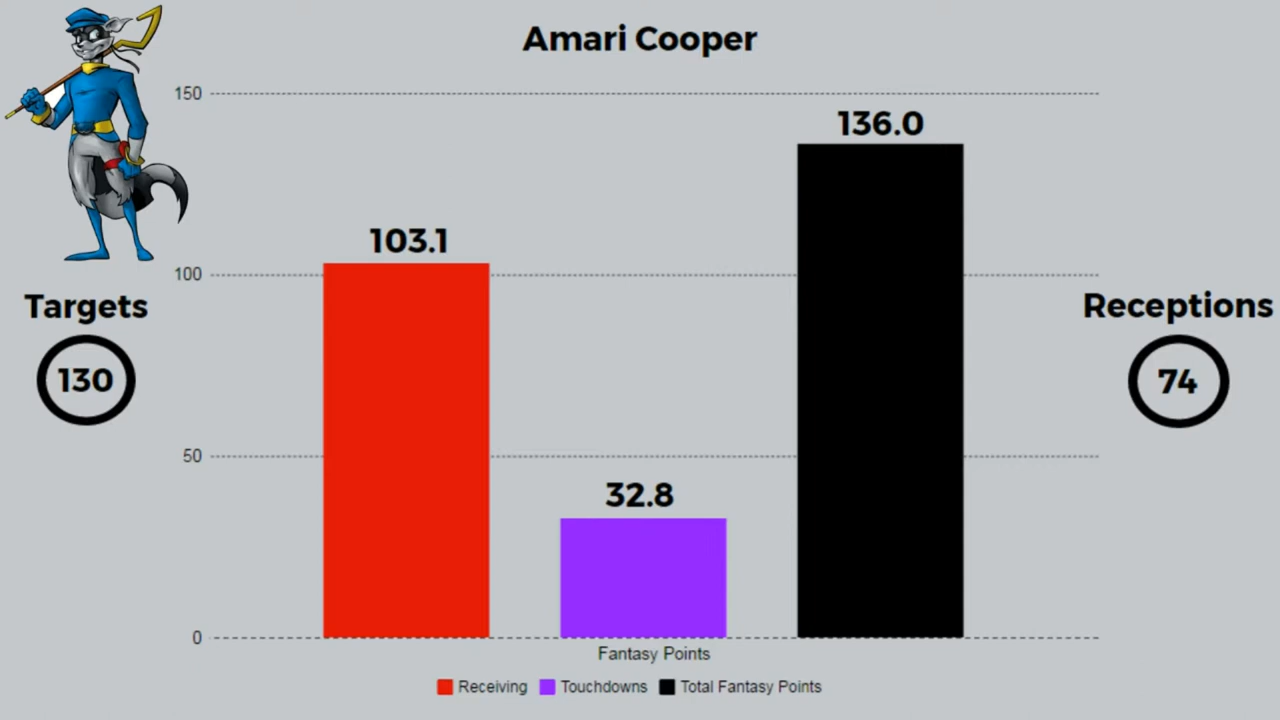 Amari Cooper
150
136.0
103.1
100
Targets
130
Receptions
74
50
32.8
0
Fantasy Points
Receiving
Touchdowns
Total Fantasy Points